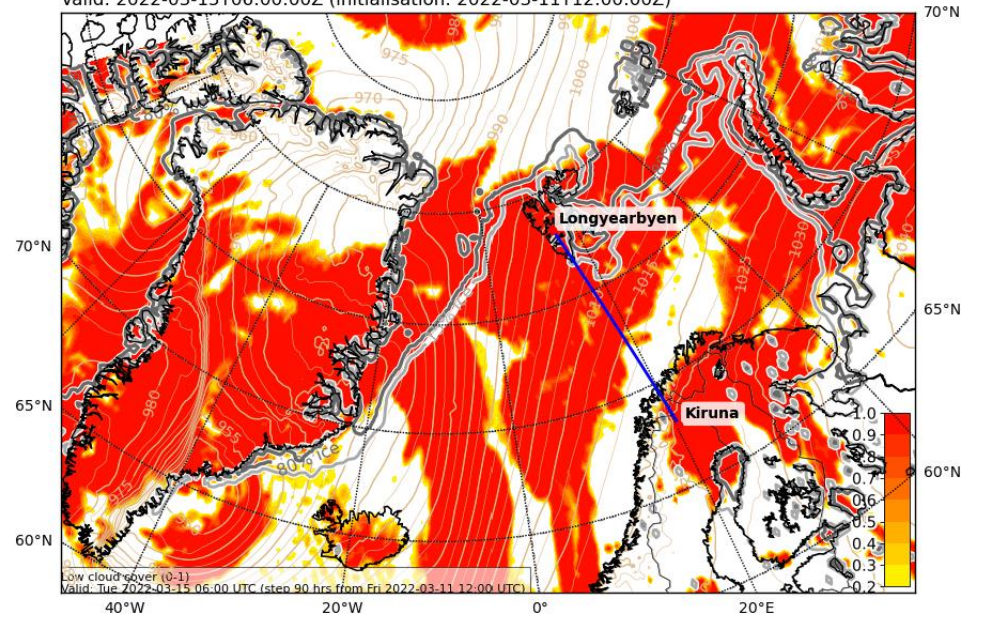 Valid: 2022-03-15T06:00:00Z (Initialisation: 2022-03-11T12:00:00Z)
70°N
975
1000
970
990
80% ice
Longyearbyen
70°N
1030
1015
1025
65°N
980
65°N
Kiruna
955
1.0
0.9
0.8
0.7
0.6
0.5
0.4
0.3
0.2
80% ice
975
60°N
60°N
Low cloud cover (0-1)
Valid: Tue 2022-03-15 06:00 UTC (step 90 hrs from Fri 2022-03-11 12:00 UTC)
40°W
20°W
0°
20°E